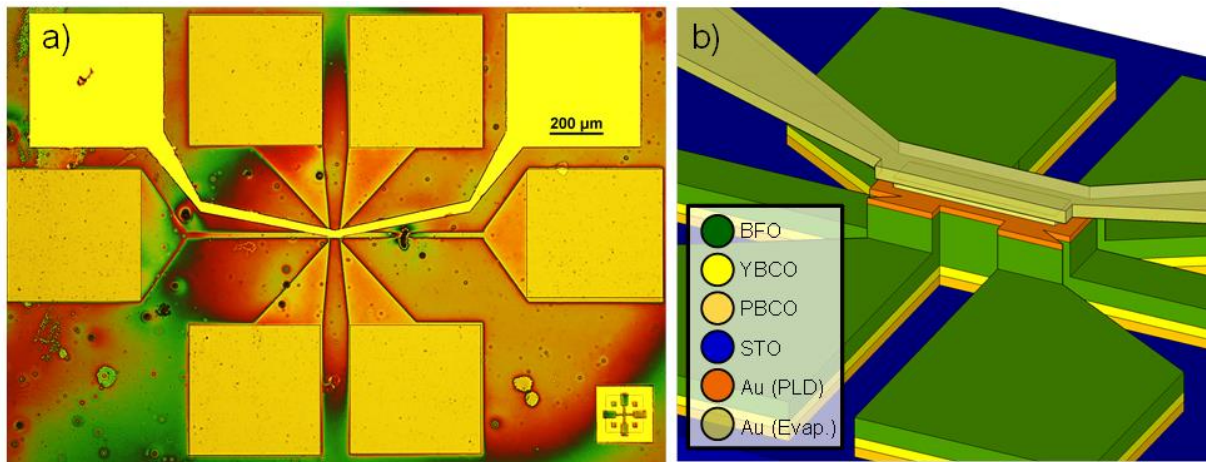 a)
200 µm
b)
BFO
YBCO
PBCO
STO
Au (PLD)
Au (Evap.)